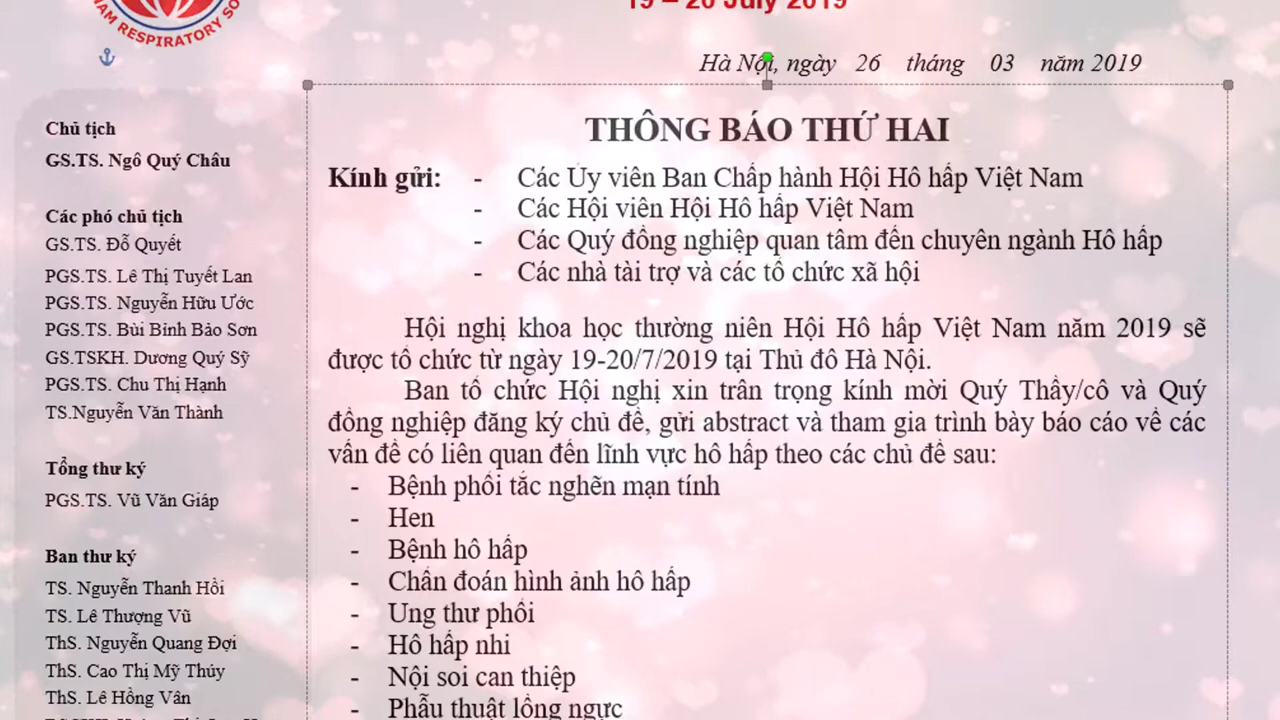 19 – 20 July 2019
NAM RESPIRATORY SO
Hà Nội, ngày 26 tháng 03 năm 2019
Chủ tịch
GS.TS. Ngô Quý Châu
Các phó chủ tịch
GS.TS. Đỗ Quyết
PGS.TS. Lê Thị Tuyết Lan
PGS.TS. Nguyễn Hữu Ước
PGS.TS. Bùi Bỉnh Bảo Sơn
GS.TSKH. Dương Quý Sỹ
PGS.TS. Chu Thị Hạnh
TS.Nguyễn Văn Thành
Tổng thư ký
PGS.TS. Vũ Văn Giáp
Ban thư ký
TS. Nguyễn Thanh Hồi
TS. Lê Thượng Vũ
ThS. Nguyễn Quang Đợi
ThS. Cao Thị Mỹ Thúy
ThS. Lê Hồng Vân
THÔNG BÁO THỨ HAI
Kính gửi: - Các Ủy viên Ban Chấp hành Hội Hô hấp Việt Nam
- Các Hội viên Hội Hô hấp Việt Nam
- Các Quý đồng nghiệp quan tâm đến chuyên ngành Hô hấp
- Các nhà tài trợ và các tổ chức xã hội
Hội nghị khoa học thường niên Hội Hô hấp Việt Nam năm 2019 sẽ
được tổ chức từ ngày 19-20/7/2019 tại Thủ đô Hà Nội.
Ban tổ chức Hội nghị xin trân trọng kính mời Quý Thầy/cô và Quý
đồng nghiệp đăng ký chủ đề, gửi abstract và tham gia trình bày báo cáo về các
vấn đề có liên quan đến lĩnh vực hô hấp theo các chủ đề sau:
- Bệnh phổi tắc nghẽn mạn tính
- Hen
- Bệnh hô hấp
- Chẩn đoán hình ảnh hô hấp
- Ung thư phổi
- Hô hấp nhi
- Nội soi can thiệp
- Phẫu thuật lồng ngực